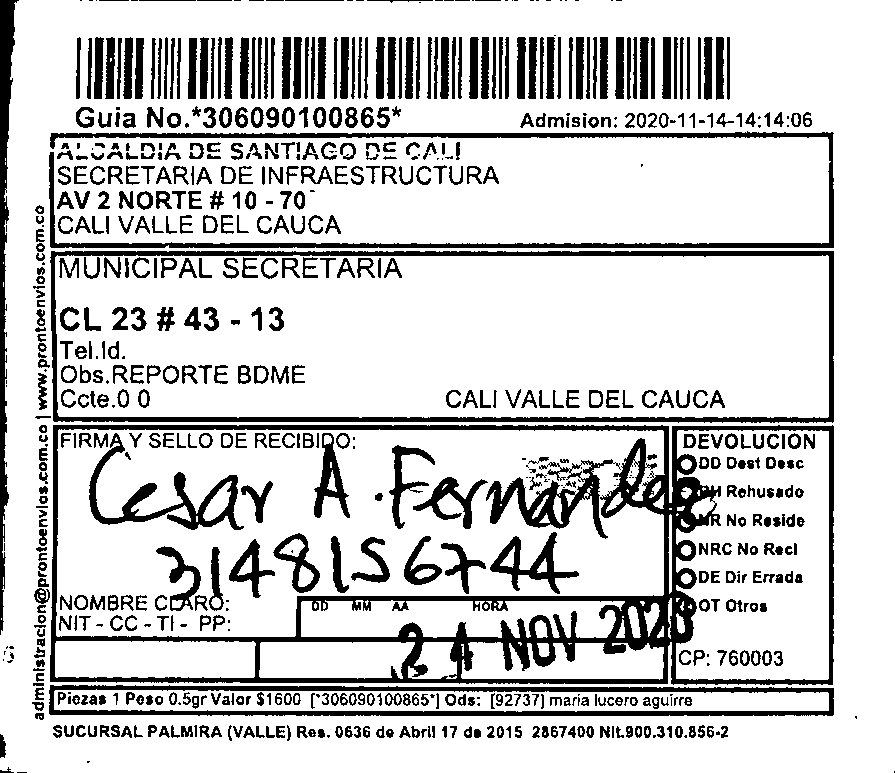 Guia No.*306090100865*
Admision: 2020-11-14-14:14:06
ALCALDIA DE SANTIAGO DE CALI
SECRETARIA DE INFRAESTRUCTURA
AV 2 NORTE # 10 - 70
CALI VALLE DEL CAUCA
MUNICIPAL SECRETARIA
CL 23 # 43 - 13
Tel.Id.
Obs.REPORTE BDME
Ccte.0 0
CALI VALLE DEL CAUCA
administracion@prontoenvios.com.co | www.prontoenvios.com.co
FIRMA Y SELLO DE RECIBIDO:
Cesar A. Fernandez
3148156744
NOMBRE CLARO:
NIT - CC - TI - PP:
DD MM AA HORA
24 NOV 2020
DEVOLUCION
DD Dest Desc
RH Rehusado
NR No Reside
NRC No Recl
DE Dir Errada
OT Otros
CP: 760003
Piezas 1 Peso 0.5gr Valor $1600 [*306090100865*] Ods: [92737] maria lucero aguirre
SUCURSAL PALMIRA (VALLE) Res. 0636 de Abril 17 de 2015 2867400 Nit.900.310.856-2